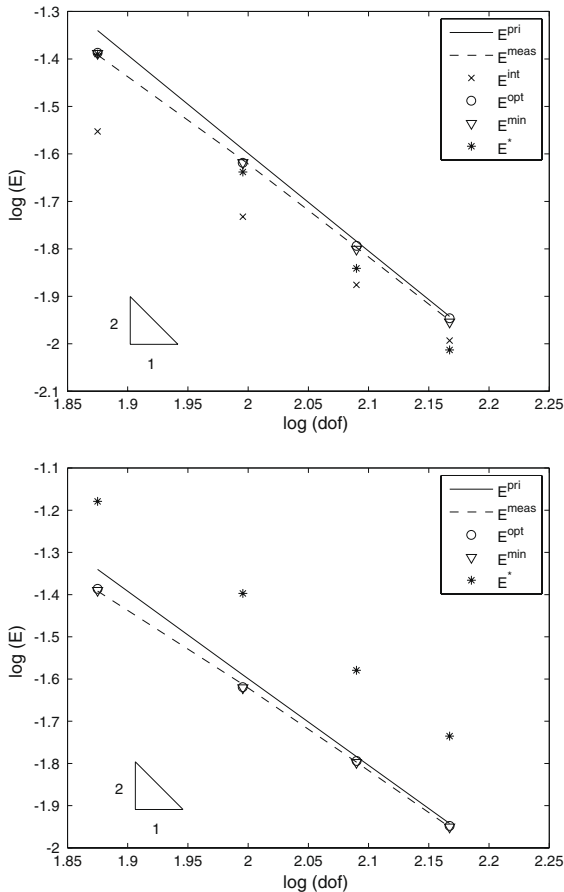 -1.3
-1.4
-1.5
-1.6
-1.7
-1.8
-1.9
-2
-2.1
log (E)
E^pri
E^meas
E^int
E^opt
E^min
E^*
2
1
1.85
1.9
1.95
2
2.05
2.1
2.15
2.2
2.25
log (dof)
-1.1
-1.2
-1.3
-1.4
-1.5
-1.6
-1.7
-1.8
-1.9
-2
log (E)
E^pri
E^meas
E^opt
E^min
E^*
2
1
1.85
1.9
1.95
2
2.05
2.1
2.15
2.2
2.25
log (dof)